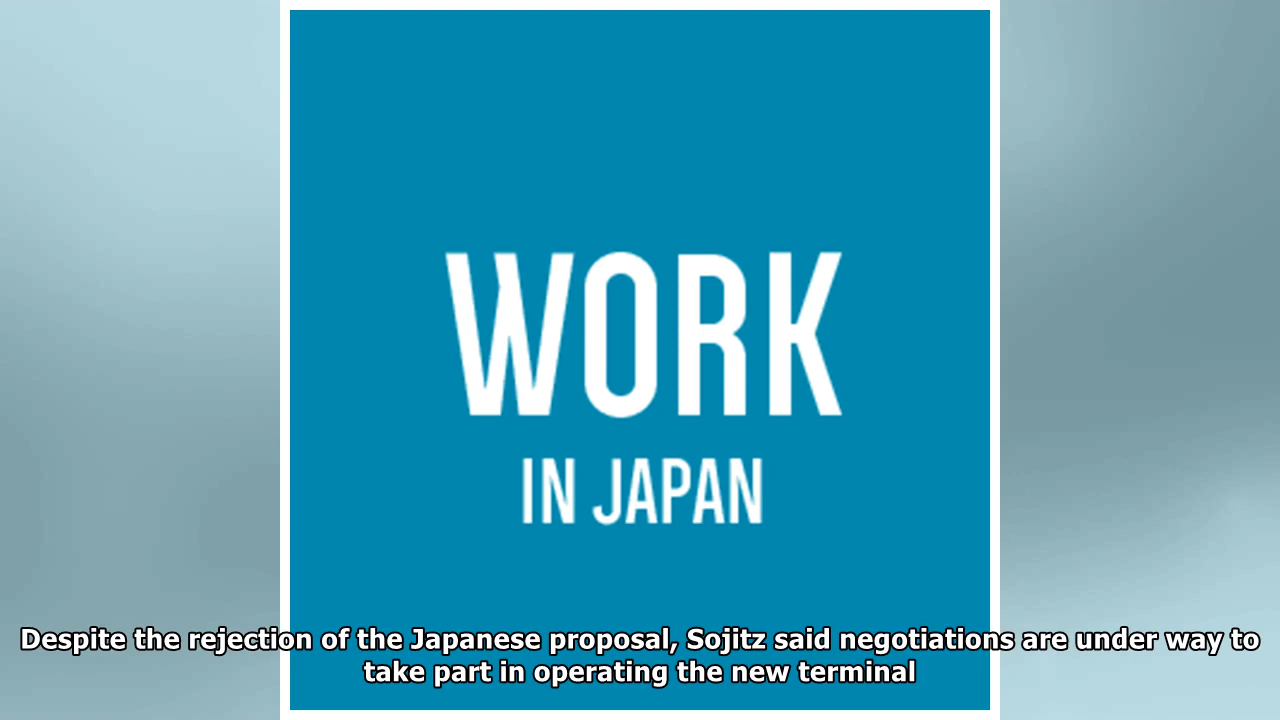 WORK
IN JAPAN
Despite the rejection of the Japanese proposal, Sojitz said negotiations are under way to
take part in operating the new terminal